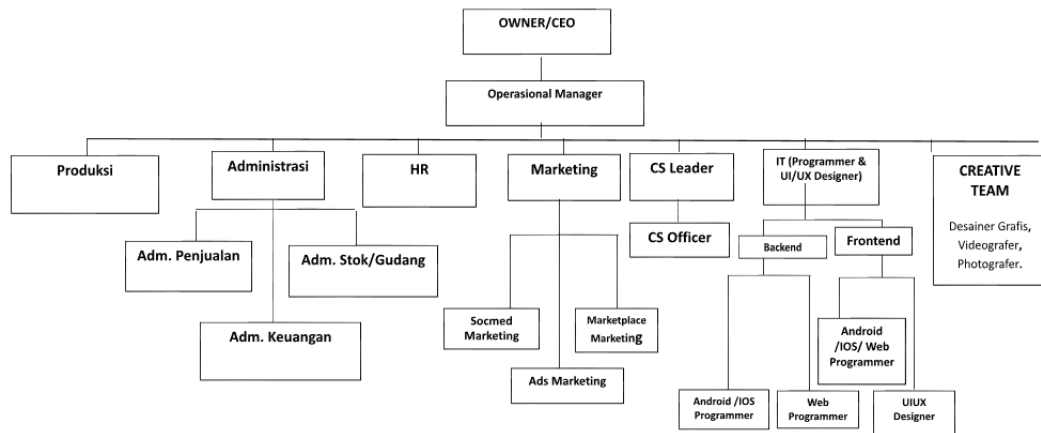 OWNER/CEO
Operasional Manager
Produksi
Administrasi
HR
Marketing
CS Leader
IT (Programmer &
UI/UX Designer)
CREATIVE
TEAM
Desainer Grafis,
Videografer,
Photografer.
Adm. Penjualan
Adm. Stok/Gudang
Adm. Keuangan
CS Officer
Backend
Frontend
Socmed
Marketing
Marketplace
Marketing
Ads Marketing
Android
/IOS/ Web
Programmer
Android /IOS
Programmer
Web
Programmer
UIUX
Designer